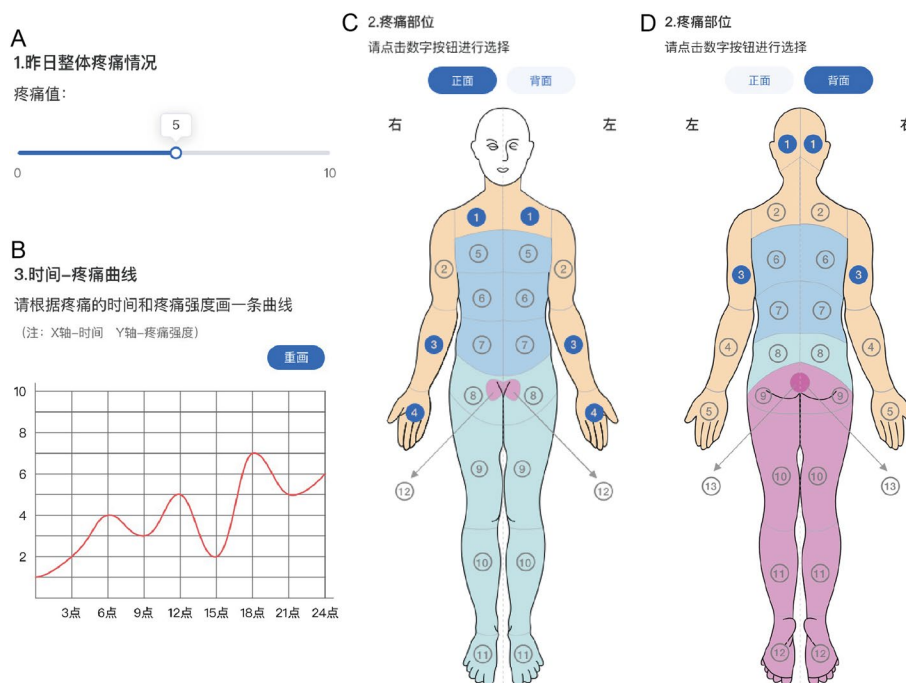 A
1.昨日整体疼痛情况
疼痛值：
5
0
10
B
3.时间-疼痛曲线
请根据疼痛的时间和疼痛强度画一条曲线
（注：X轴-时间 Y轴-疼痛强度）
重画
10
8
6
4
2
3点 6点 9点 12点 15点 18点 21点 24点
C
2.疼痛部位
请点击数字按钮进行选择
正面 背面
右 左
1 1
2 5 5 2
6 6
3 7 7 3
4 8 8 4
9 9
12 12
10 10
11 11
D
2.疼痛部位
请点击数字按钮进行选择
正面 背面
左 右
1 1
2 2
3 6 6 3
7 7
4 8 8 4
5 9 9 5
10 10
13 13
11 11
12 12